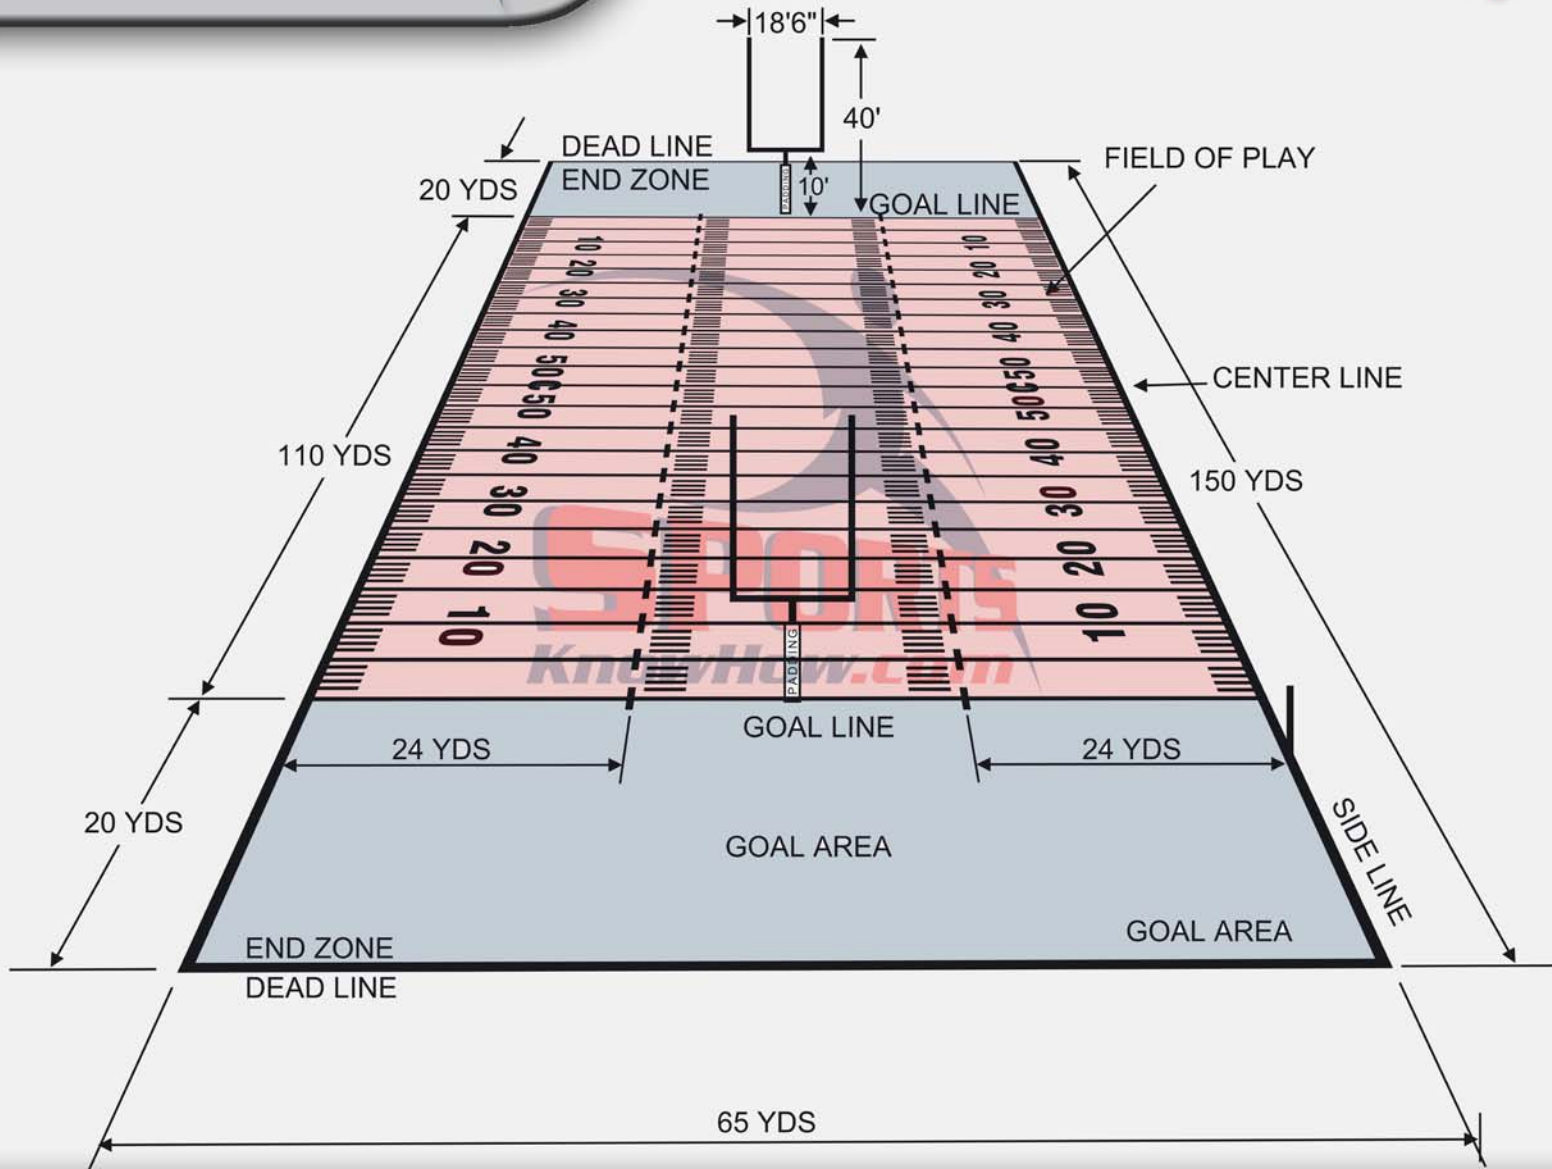 18'6"
40'
DEAD LINE
END ZONE
20 YDS
PADDING
10'
GOAL LINE
FIELD OF PLAY
10 10
20 20
30 30
40 40
50 50
C C
50 50
40 40
30 30
20 20
10 10
CENTER LINE
110 YDS
150 YDS
SPORTS
KNOWHOW.COM
PADDING
GOAL LINE
24 YDS
24 YDS
20 YDS
GOAL AREA
SIDE LINE
GOAL AREA
END ZONE
DEAD LINE
65 YDS